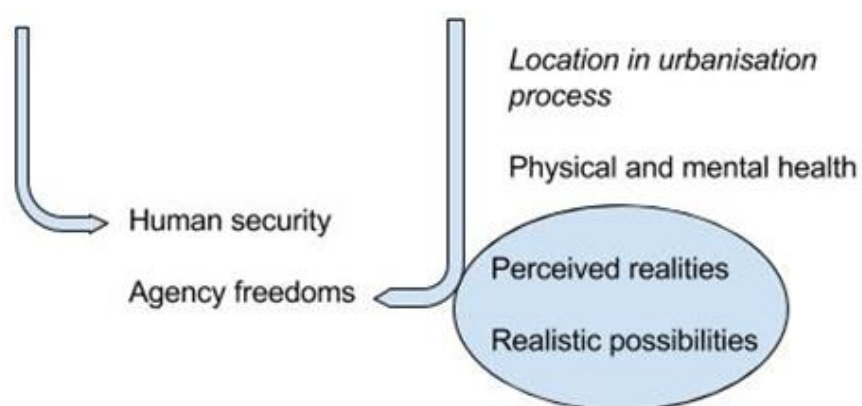 Location in urbanisation
process
Physical and mental health
Human security
Perceived realities
Agency freedoms
Realistic possibilities